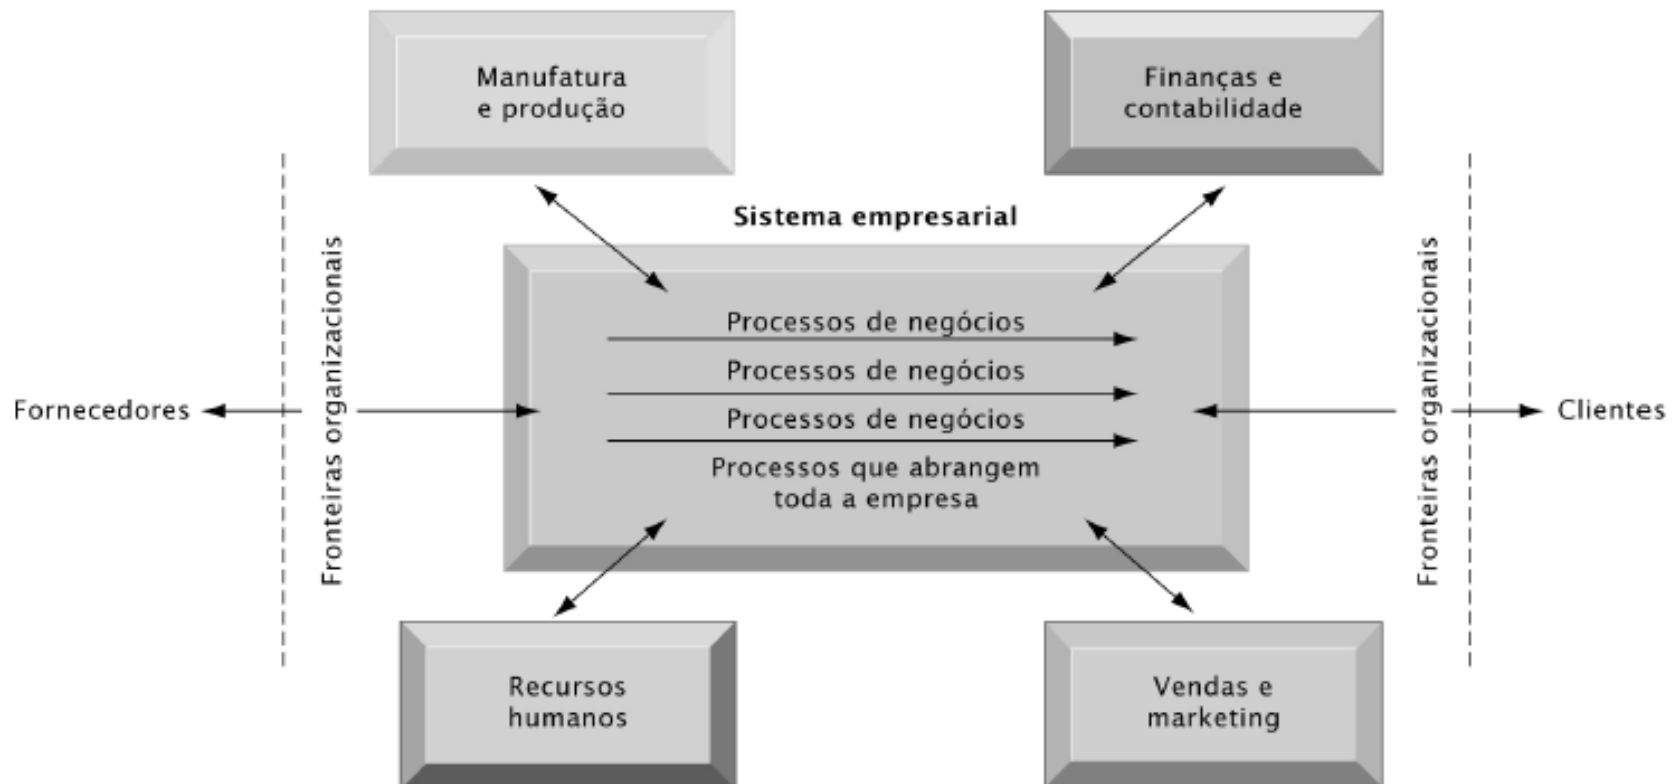 Manufatura
e produção
Finanças e
contabilidade
Sistema empresarial
Fronteiras organizacionais
Fronteiras organizacionais
Processos de negócios
Processos de negócios
Processos de negócios
Processos que abrangem
toda a empresa
Fornecedores
Clientes
Recursos
humanos
Vendas e
marketing